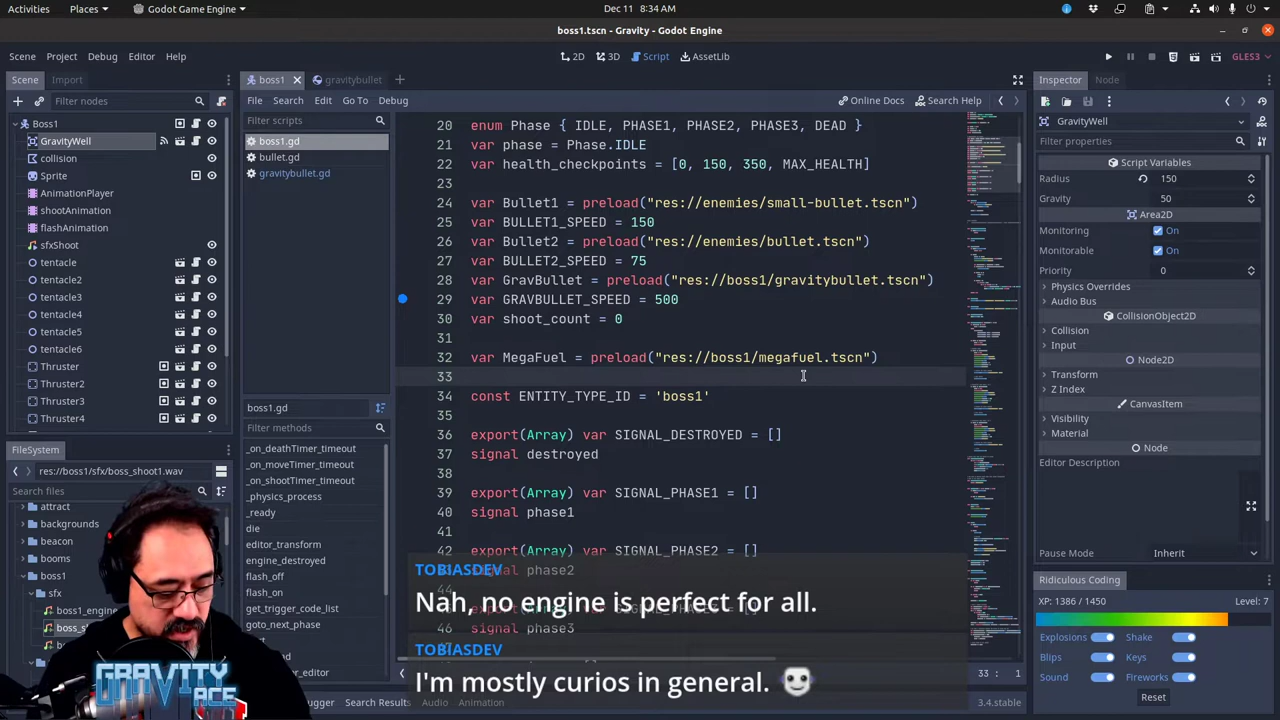 Activities
Places
Godot Game Engine
Dec 11 8:34 AM
boss1.tscn - Gravity - Godot Engine
Scene Project Debug Editor Help
2D 3D Script AssetLib
GLES3
Scene Import
Filter nodes
Boss1
GravityWell
collision
Sprite
AnimationPlayer
shootAnimation
flashAnimation
sfxShoot
tentacle
tentacle2
tentacle3
tentacle4
tentacle5
tentacle6
Thruster
Thruster2
Thruster3
Thruster4
FileSystem
res://boss1/sfx/boss_shoot1.wav
Search files
attract
backgrounds
beacon
booms
boss1
sfx
boss1_engine
boss_s
boss1
gravitybullet
File Search Edit Go To Debug
Online Docs
Search Help
Filter scripts
boss1.gd
bullet.gd
gravitybullet.gd
boss1.gd
Filter methods
_on_deathTimer_timeout
_on_moveTimer_timeout
_on_shootTimer_timeout
_physics_process
_ready
die
editor_transform
engine_destroyed
flash_off
flash_on
get_trigger_code_list
goto_next_phase
20 enum Phase { IDLE, PHASE1, PHASE2, PHASE3, DEAD }
21 var phase = Phase.IDLE
22 var health_checkpoints = [0, 150, 350, MAX_HEALTH]
23
24 var Bullet1 = preload("res://enemies/small-bullet.tscn")
25 var BULLET1_SPEED = 150
26 var Bullet2 = preload("res://enemies/bullet.tscn")
27 var BULLET2_SPEED = 75
28 var GravBullet = preload("res://boss1/gravitybullet.tscn")
29 var GRAVBULLET_SPEED = 500
30 var shoot_count = 0
31
32 var MegaFuel = preload("res://boss1/megafuel.tscn")
33
34 const ENTITY_TYPE_ID = 'boss1'
35
36 export(Array) var SIGNAL_DESTROYED = []
37 signal destroyed
38
39 export(Array) var SIGNAL_PHASE1 = []
40 signal phase1
41
42 export(Array) var SIGNAL_PHASE2 = []
signal phase2
signal phase3
33 : 1
TOBIASDEV
Nah, no engine is perfect for all.
TOBIASDEV
I'm mostly curios in general.
GRAVITY
ACE
Search Results Audio Animation
3.4.stable
Inspector Node
GravityWell
Filter properties
Script Variables
Radius 150
Gravity 50
Area2D
Monitoring On
Monitorable On
Priority 0
Physics Overrides
Audio Bus
CollisionObject2D
Collision
Input
Node2D
Transform
Z Index
CanvasItem
Visibility
Material
Node
Editor Description
Pause Mode Inherit
Ridiculous Coding
XP: 1386 / 1450 Level: 7
Explosions Shake
Blips Keys
Sound Fireworks
Reset